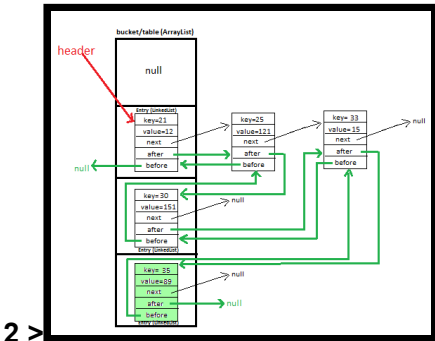 bucket/table (ArrayList)
header
null
Entry (LinkedList)
key=21
value=12
next
after
before
null
key=25
value=121
next
after
before
key= 33
value=15
next
after
before
null
key=30
value=151
next
after
before
Entry (LinkedList)
null
key= 35
value=89
next
after
before
Entry (LinkedList)
null
null
2 >